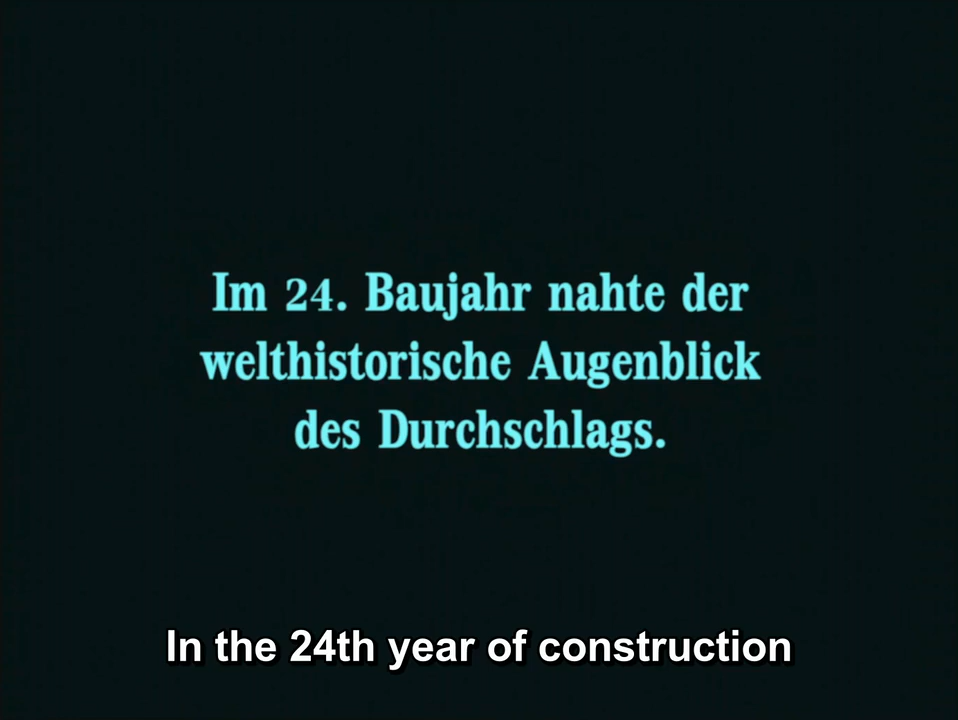 Im 24. Baujahr nahte der
welthistorische Augenblick
des Durchschlags.
In the 24th year of construction